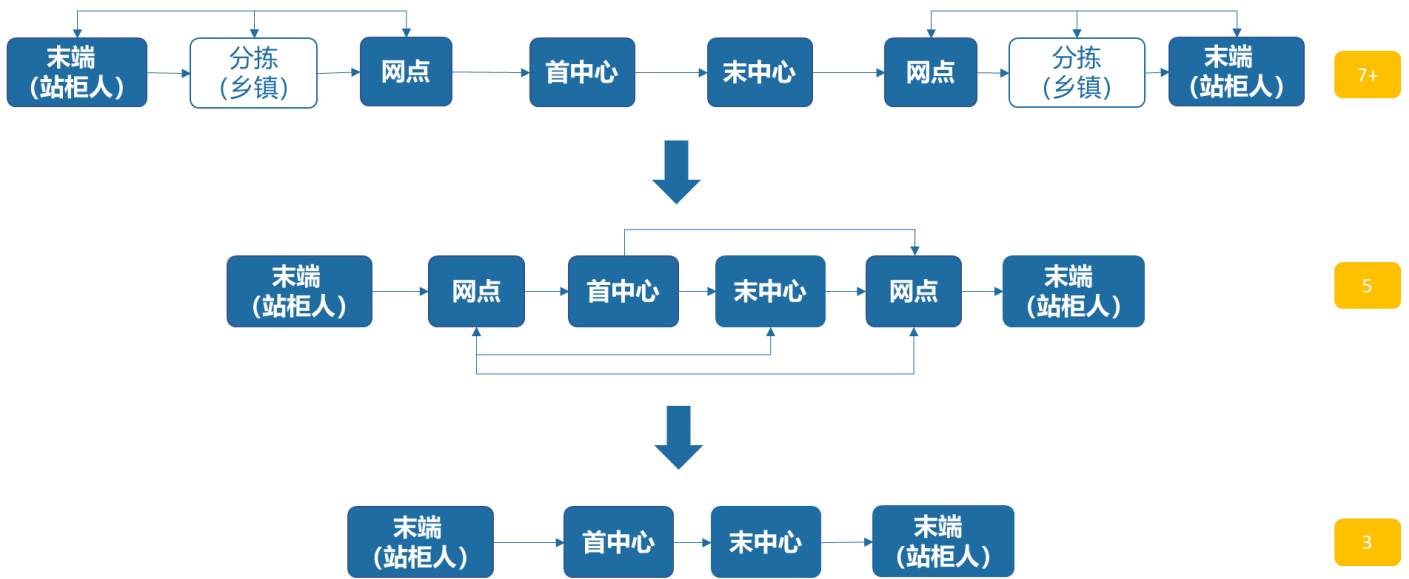 末端
（站柜人）
分拣
（乡镇）
网点
首中心
末中心
网点
分拣
（乡镇）
末端
（站柜人）
7+
末端
（站柜人）
网点
首中心
末中心
网点
末端
（站柜人）
5
末端
（站柜人）
首中心
末中心
末端
（站柜人）
3